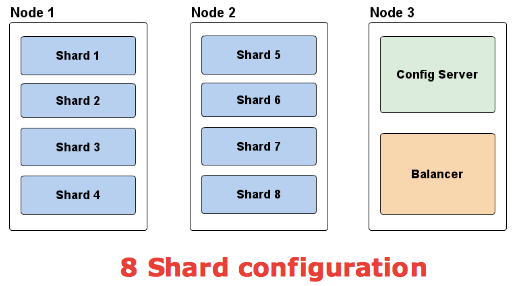 Node 1
Shard 1
Shard 2
Shard 3
Shard 4
Node 2
Shard 5
Shard 6
Shard 7
Shard 8
Node 3
Config Server
Balancer
8 Shard configuration